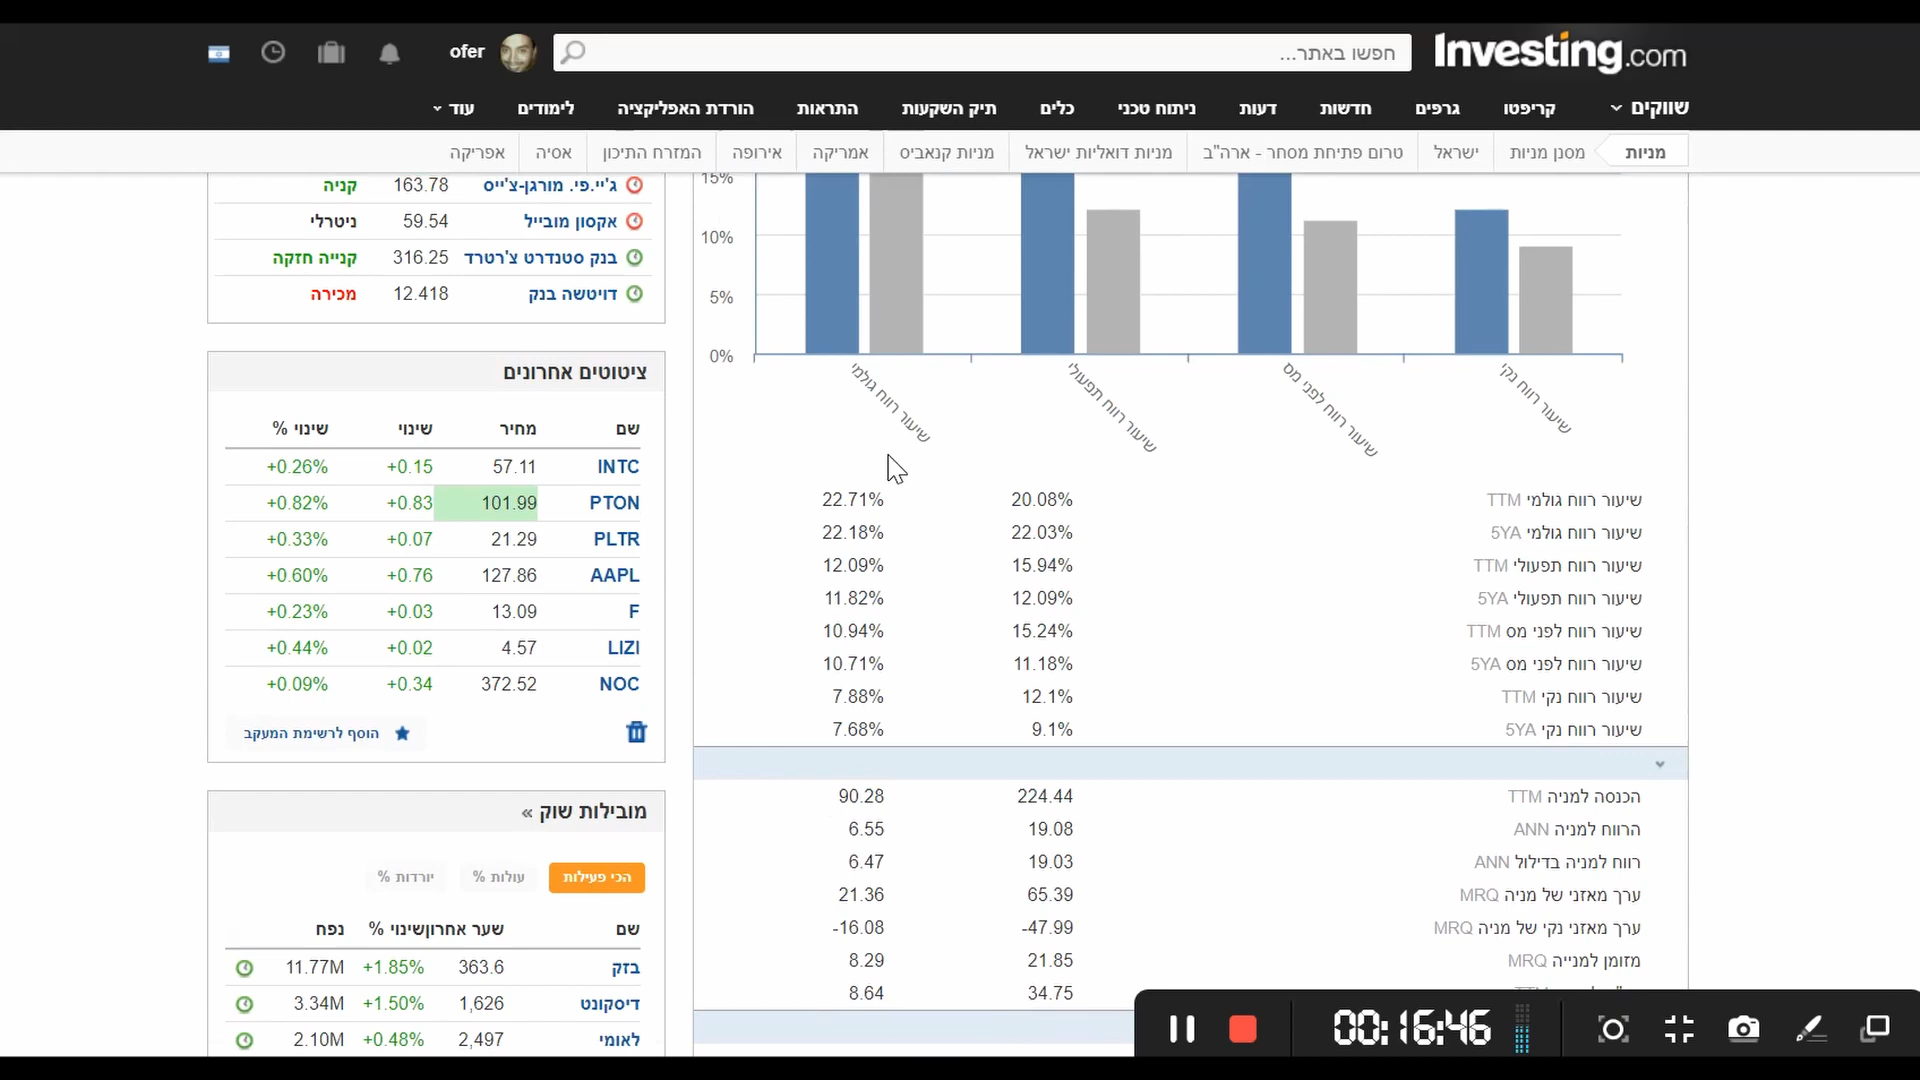 Investing.com
חפשו באתר...
ofer
שווקים קריפטו גרפים חדשות דעות ניתוח טכני כלים תיק השקעות התראות הורדת האפליקציה לימודים עוד
מניות מסנן מניות ישראל טרום פתיחת מסחר - ארה"ב מניות דואליות ישראל מניות קנאביס אמריקה אירופה המזרח התיכון אסיה אפריקה
15%
10%
5%
0%
שיעור רווח גולמי
שיעור רווח תפעולי
שיעור רווח לפני מס
שיעור רווח נקי
שיעור רווח גולמי TTM 20.08% 22.71%
שיעור רווח גולמי 5YA 22.03% 22.18%
שיעור רווח תפעולי TTM 15.94% 12.09%
שיעור רווח תפעולי 5YA 12.09% 11.82%
שיעור רווח לפני מס TTM 15.24% 10.94%
שיעור רווח לפני מס 5YA 11.18% 10.71%
שיעור רווח נקי TTM 12.1% 7.88%
שיעור רווח נקי 5YA 9.1% 7.68%
הכנסה למניה TTM 224.44 90.28
הרווח למניה ANN 19.08 6.55
רווח למניה בדילול ANN 19.03 6.47
ערך מאזני של מניה MRQ 65.39 21.36
ערך מאזני נקי של מניה MRQ -47.99 -16.08
מזומן למנייה MRQ 21.85 8.29
34.75 8.64
ג'יי.פי. מורגן-צ'ייס 163.78 קניה
אקסון מובייל 59.54 ניטרלי
בנק סטנדרט צ'רטרד 316.25 קנייה חזקה
דויטשה בנק 12.418 מכירה
ציטוטים אחרונים
שם מחיר שינוי שינוי %
INTC 57.11 +0.15 +0.26%
PTON 101.99 +0.83 +0.82%
PLTR 21.29 +0.07 +0.33%
AAPL 127.86 +0.76 +0.60%
F 13.09 +0.03 +0.23%
LIZI 4.57 +0.02 +0.44%
NOC 372.52 +0.34 +0.09%
הוסף לרשימת המעקב
מובילות שוק »
הכי פעילות עולות % יורדות %
שם שער אחרון שינוי % נפח
בזק 363.6 +1.85% 11.77M
דיסקונט 1,626 +1.50% 3.34M
לאומי 2,497 +0.48% 2.10M
00:16:46